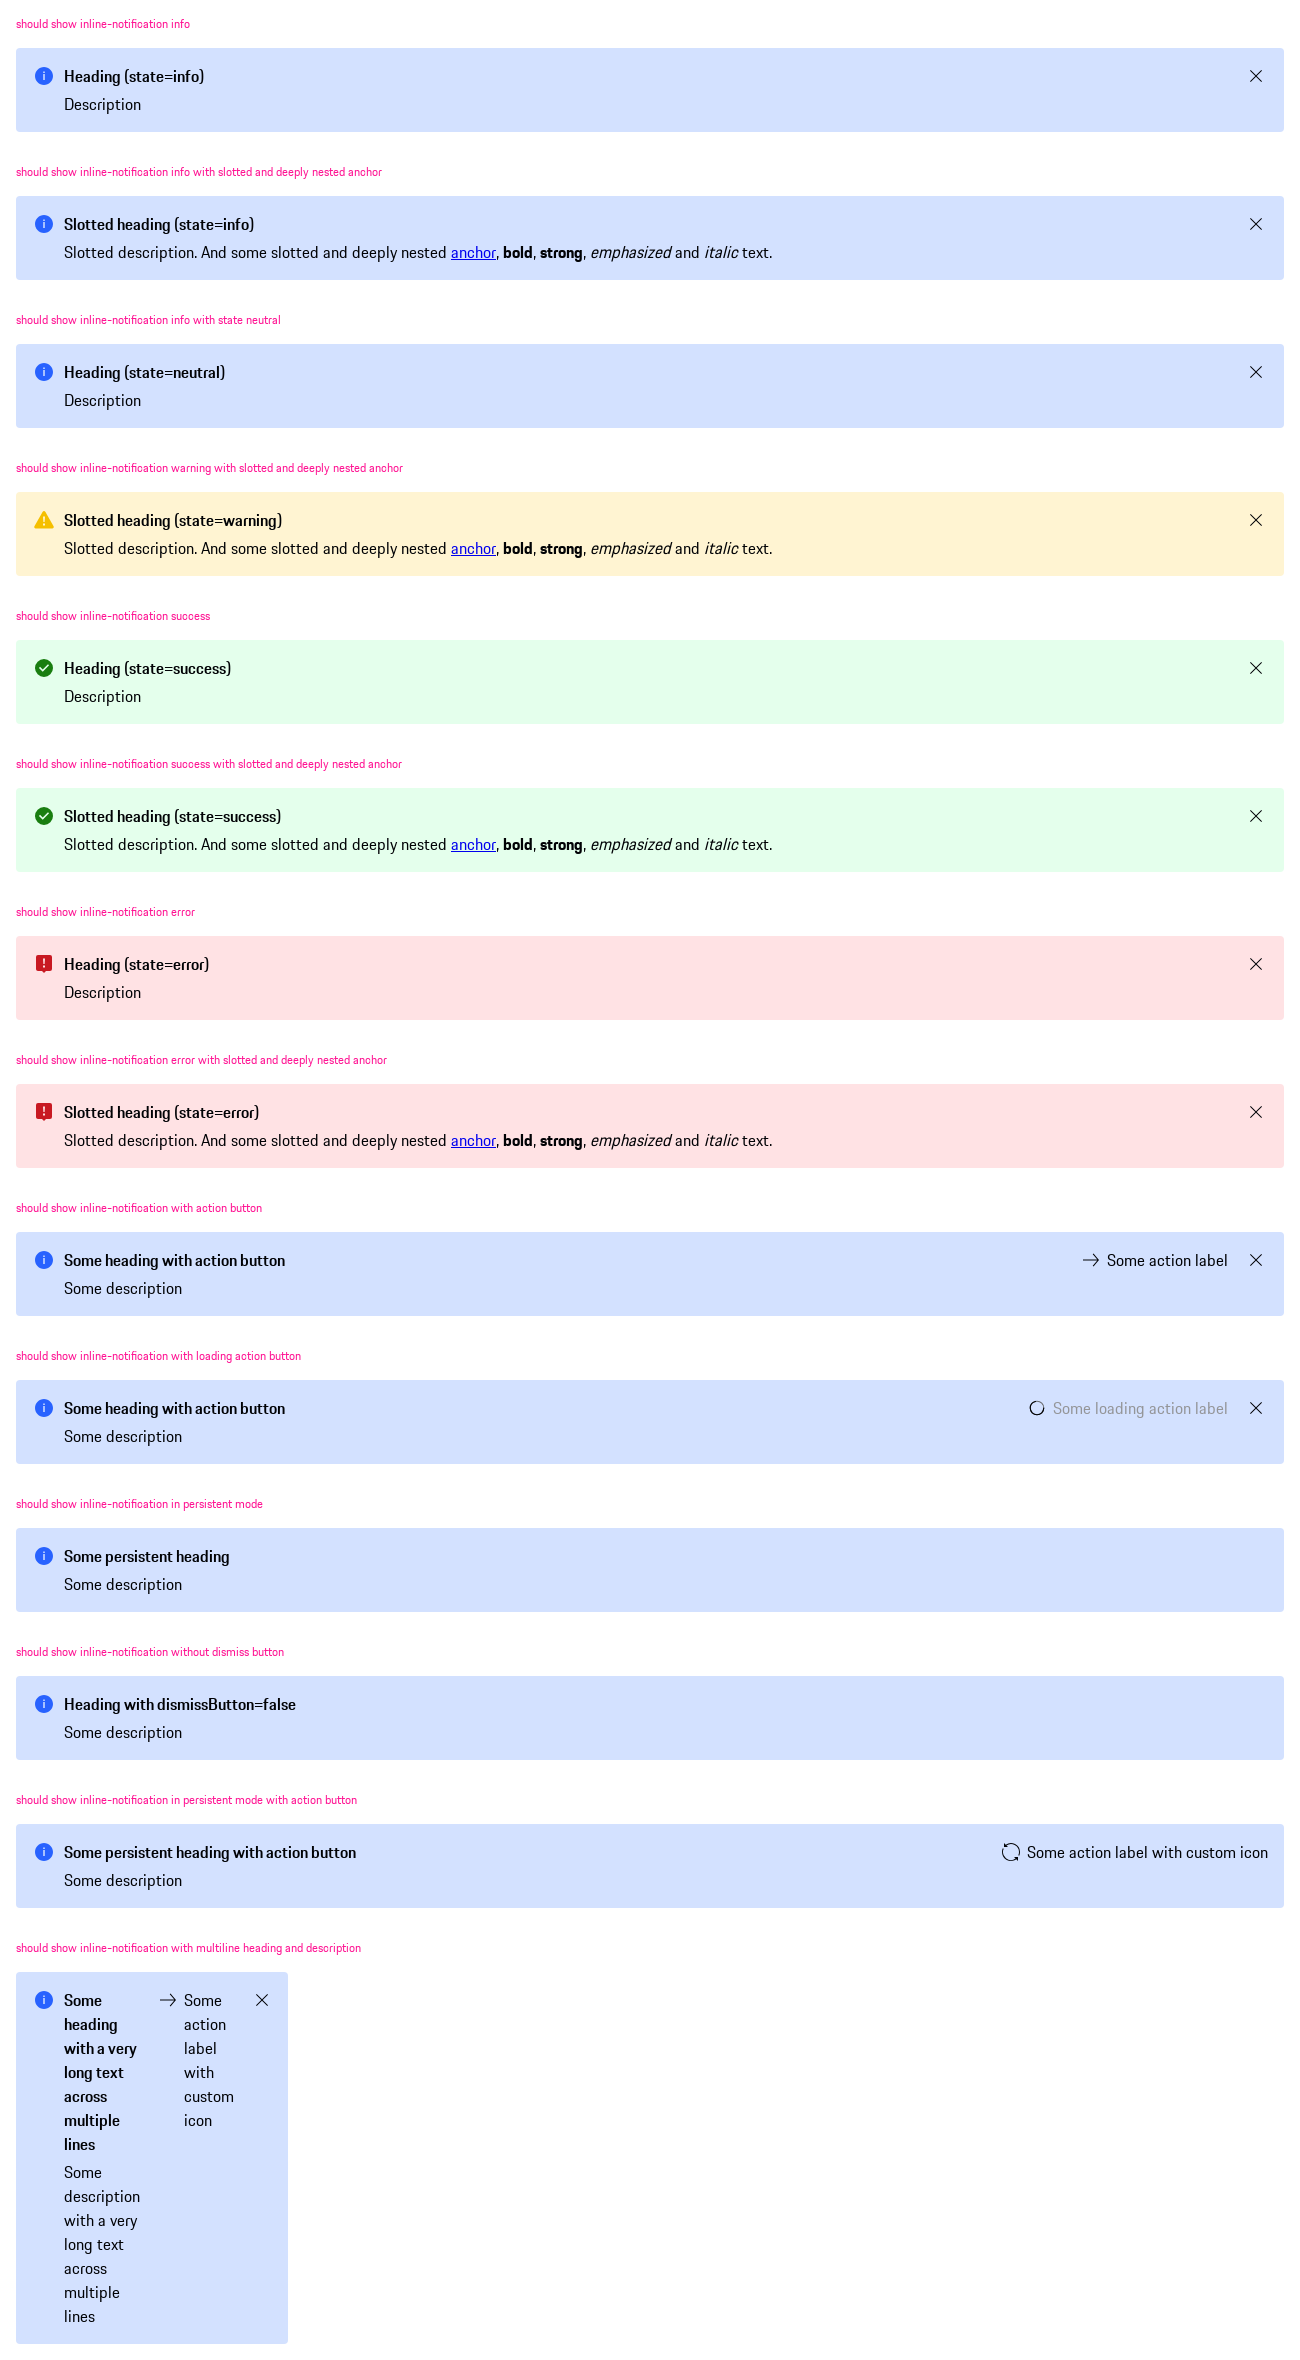 should show inline-notification info
Heading (state=info)
Description
should show inline-notification info with slotted and deeply nested anchor
Slotted heading (state=info)
Slotted description. And some slotted and deeply nested anchor, bold, strong, emphasized and italic text.
should show inline-notification info with state neutral
Heading (state=neutral)
Description
should show inline-notification warning with slotted and deeply nested anchor
Slotted heading (state=warning)
Slotted description. And some slotted and deeply nested anchor, bold, strong, emphasized and italic text.
should show inline-notification success
Heading (state=success)
Description
should show inline-notification success with slotted and deeply nested anchor
Slotted heading (state=success)
Slotted description. And some slotted and deeply nested anchor, bold, strong, emphasized and italic text.
should show inline-notification error
Heading (state=error)
Description
should show inline-notification error with slotted and deeply nested anchor
Slotted heading (state=error)
Slotted description. And some slotted and deeply nested anchor, bold, strong, emphasized and italic text.
should show inline-notification with action button
Some heading with action button
Some action label
Some description
should show inline-notification with loading action button
Some heading with action button
Some loading action label
Some description
should show inline-notification in persistent mode
Some persistent heading
Some description
should show inline-notification without dismiss button
Heading with dismissButton=false
Some description
should show inline-notification in persistent mode with action button
Some persistent heading with action button
Some action label with custom icon
Some description
should show inline-notification with multiline heading and description
Some
heading
with a very
long text
across
multiple
lines
Some
description
with a very
long text
across
multiple
lines
Some
action
label
with
custom
icon